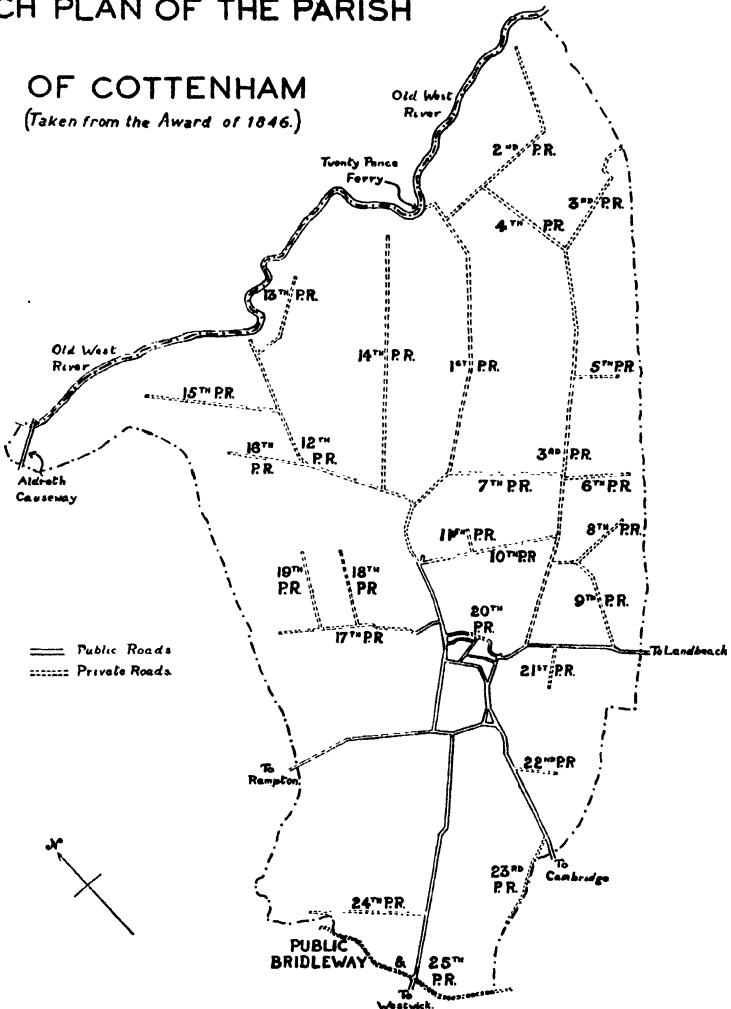 CH PLAN OF THE PARISH
OF COTTENHAM
(Taken from the Award of 1846.)
Old West
River
Twenty Pence
Ferry
2ND P.R.
3RD P.R.
4TH P.R.
13TH P.R.
14TH P.R.
1ST P.R.
5TH P.R.
Old West
River
15TH P.R.
16TH
P.R.
12TH
P.R.
3RD P.R.
7TH P.R.
6TH P.R.
Aldreth
Causeway
11TH P.R.
8TH P.R.
10TH P.R
19TH
P.R.
18TH
P.R
9TH P.R.
20TH
P.R.
17TH P.R
Public Roads
Private Roads.
To Landbeach
21ST P.R.
To
Rampton.
22ND P.R
N
To
Cambridge
23RD
P.R.
24TH P.R.
PUBLIC
BRIDLEWAY &
25TH
P.R.
To
Westwick.